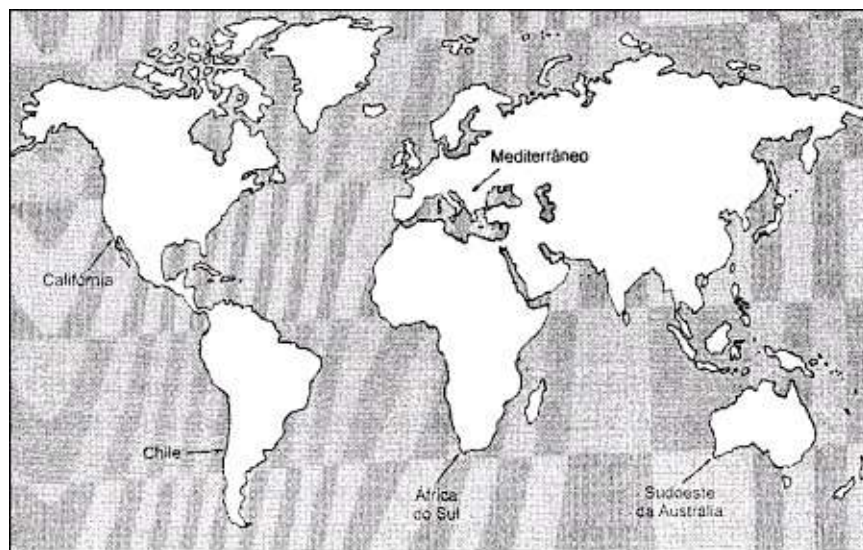 Mediterrâneo
Califórnia
Chile
África
do Sul
Sudoeste
da Austrália